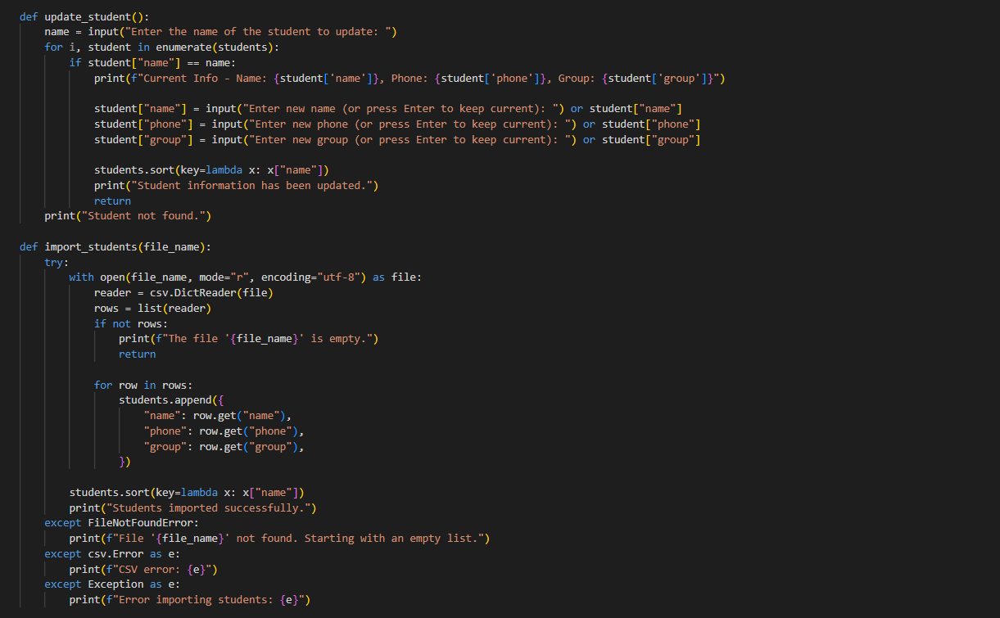 def update_student():
    name = input("Enter the name of the student to update: ")
    for i, student in enumerate(students):
        if student["name"] == name:
            print(f"Current Info - Name: {student['name']}, Phone: {student['phone']}, Group: {student['group']}")

            student["name"] = input("Enter new name (or press Enter to keep current): ") or student["name"]
            student["phone"] = input("Enter new phone (or press Enter to keep current): ") or student["phone"]
            student["group"] = input("Enter new group (or press Enter to keep current): ") or student["group"]

            students.sort(key=lambda x: x["name"])
            print("Student information has been updated.")
            return
    print("Student not found.")

def import_students(file_name):
    try:
        with open(file_name, mode="r", encoding="utf-8") as file:
            reader = csv.DictReader(file)
            rows = list(reader)
            if not rows:
                print(f"The file '{file_name}' is empty.")
                return

            for row in rows:
                students.append({
                    "name": row.get("name"),
                    "phone": row.get("phone"),
                    "group": row.get("group"),
                })

        students.sort(key=lambda x: x["name"])
        print("Students imported successfully.")
    except FileNotFoundError:
        print(f"File '{file_name}' not found. Starting with an empty list.")
    except csv.Error as e:
        print(f"CSV error: {e}")
    except Exception as e:
        print(f"Error importing students: {e}")